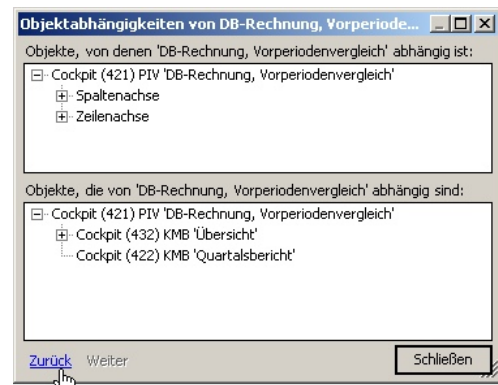 Objektabhängigkeiten von DB-Rechnung, Vorperiode...
Objekte, von denen 'DB-Rechnung, Vorperiodenvergleich' abhängig ist:
Cockpit (421) PIV 'DB-Rechnung, Vorperiodenvergleich'
Spaltenachse
Zeilenachse
Objekte, die von 'DB-Rechnung, Vorperiodenvergleich' abhängig sind:
Cockpit (421) PIV 'DB-Rechnung, Vorperiodenvergleich'
Cockpit (432) KMB 'Übersicht'
Cockpit (422) KMB 'Quartalsbericht'
Zurück Weiter Schließen